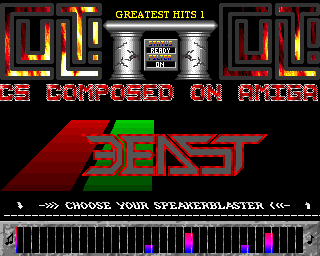 GREATEST HITS 1
READY
ON
CS COMPOSED ON AMIGA
BEAST
-->> CHOOSE YOUR SPEAKERBLASTER <<<-